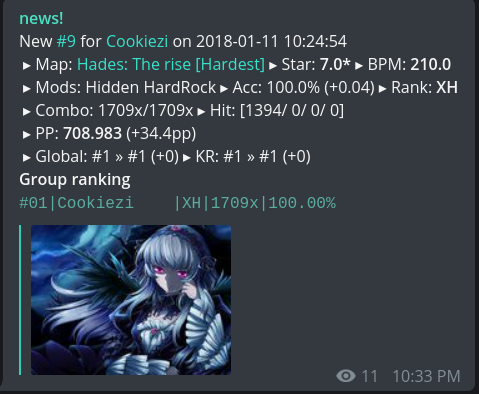 news!
New #9 for Cookiezi on 2018-01-11 10:24:54
▸ Map: Hades: The rise [Hardest] ▸ Star: 7.0* ▸ BPM: 210.0
▸ Mods: Hidden HardRock ▸ Acc: 100.0% (+0.04) ▸ Rank: XH
▸ Combo: 1709x/1709x ▸ Hit: [1394/ 0/ 0/ 0]
▸ PP: 708.983 (+34.4pp)
▸ Global: #1 » #1 (+0) ▸ KR: #1 » #1 (+0)
Group ranking
#01|Cookiezi    |XH|1709x|100.00%
11 10:33 PM